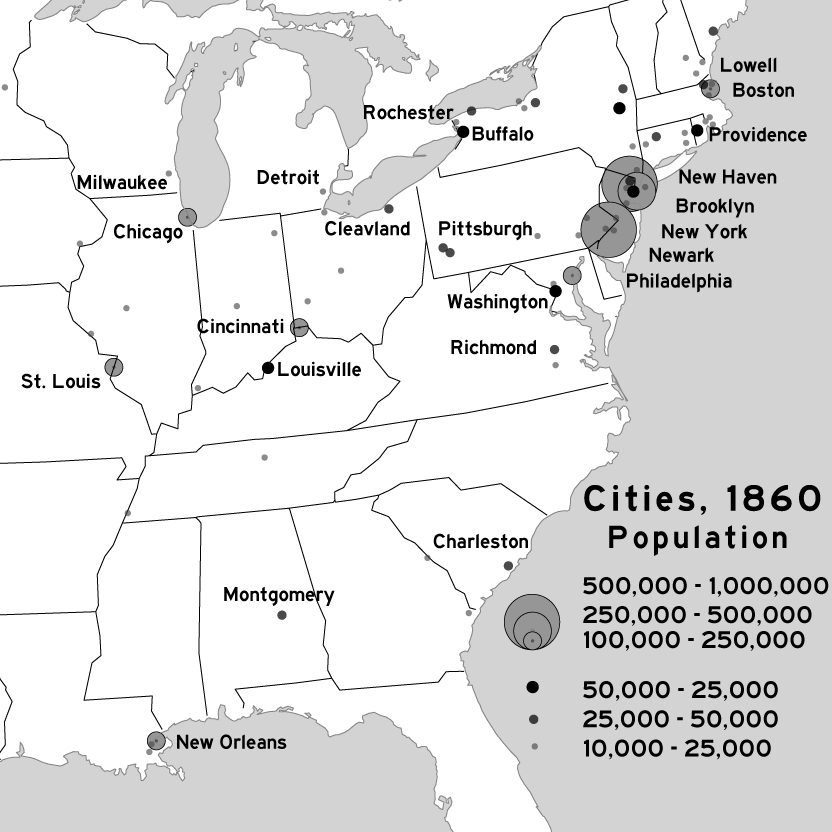 Lowell
Boston
Rochester
Buffalo
Providence
Milwaukee
Detroit
New Haven
Brooklyn
Chicago
Cleavland
Pittsburgh
New York
Newark
Philadelphia
Washington
Cincinnati
Richmond
Louisville
St. Louis
Cities, 1860
Population
Charleston
500,000 - 1,000,000
Montgomery
250,000 - 500,000
100,000 - 250,000
50,000 - 25,000
25,000 - 50,000
New Orleans
10,000 - 25,000